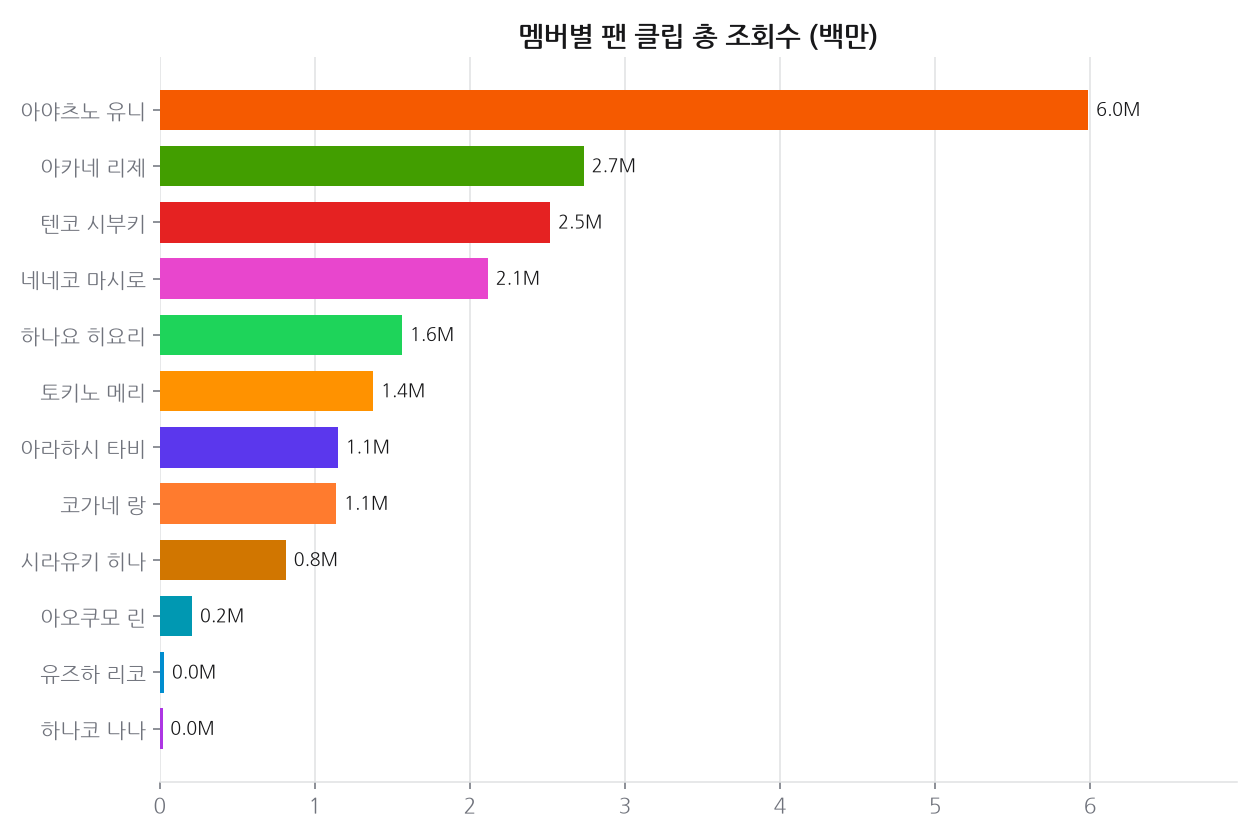 멤버별 팬 클립 총 조회수 (백만)
아야츠노 유니 6.0M
아카네 리제 2.7M
텐코 시부키 2.5M
네네코 마시로 2.1M
하나요 히요리 1.6M
토키노 메리 1.4M
아라하시 타비 1.1M
코가네 랑 1.1M
시라유키 히나 0.8M
아오쿠모 린 0.2M
유즈하 리코 0.0M
하나코 나나 0.0M
0 1 2 3 4 5 6